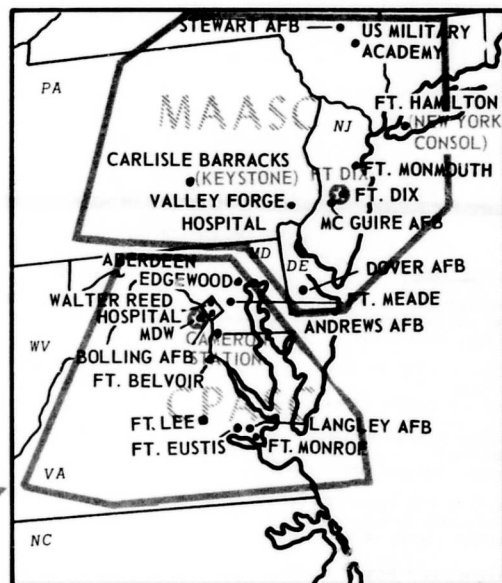 STEWART AFB
US MILITARY
ACADEMY
PA
FT. HAMILTON
(NEW YORK
CONSOL)
MAASC
NJ
CARLISLE BARRACKS
(KEYSTONE)
FT DIX
FT. MONMOUTH
FT. DIX
VALLEY FORGE
HOSPITAL
MC GUIRE AFB
MD
DE
ABERDEEN
EDGEWOOD
DOVER AFB
WALTER REED
FT. MEADE
HOSPITAL
MDW
CAMERON
STATION
ANDREWS AFB
WV
BOLLING AFB
FT. BELVOIR
CPASC
FT. LEE
LANGLEY AFB
FT. EUSTIS
FT. MONROE
VA
NC